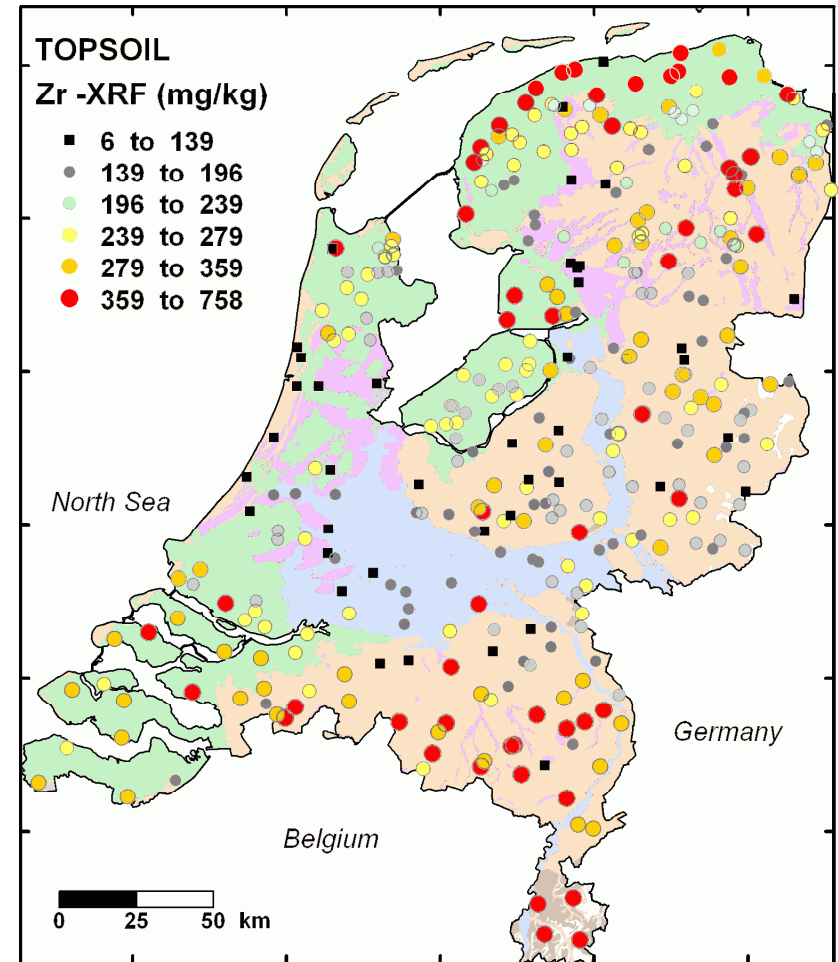 TOPSOIL
Zr -XRF (mg/kg)
6 to 139
139 to 196
196 to 239
239 to 279
279 to 359
359 to 758
North Sea
Germany
Belgium
0 25 50 km